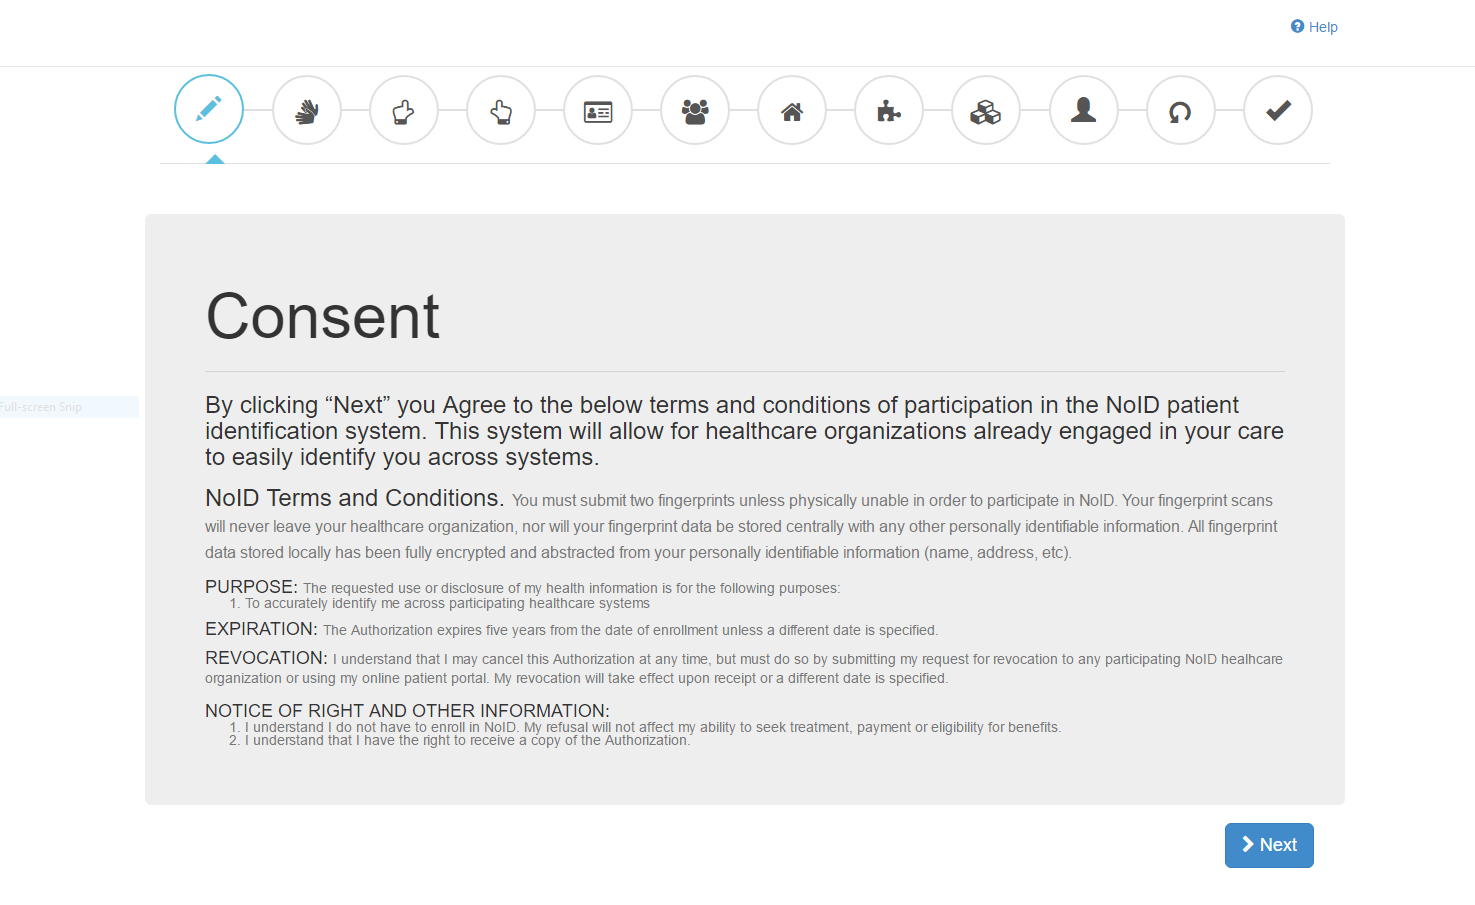 Help
Full-screen Snip
Consent
By clicking “Next” you Agree to the below terms and conditions of participation in the NoID patient
identification system. This system will allow for healthcare organizations already engaged in your care
to easily identify you across systems.
NoID Terms and Conditions. You must submit two fingerprints unless physically unable in order to participate in NoID. Your fingerprint scans
will never leave your healthcare organization, nor will your fingerprint data be stored centrally with any other personally identifiable information. All fingerprint
data stored locally has been fully encrypted and abstracted from your personally identifiable information (name, address, etc).
PURPOSE: The requested use or disclosure of my health information is for the following purposes:
1. To accurately identify me across participating healthcare systems
EXPIRATION: The Authorization expires five years from the date of enrollment unless a different date is specified.
REVOCATION: I understand that I may cancel this Authorization at any time, but must do so by submitting my request for revocation to any participating NoID healhcare
organization or using my online patient portal. My revocation will take effect upon receipt or a different date is specified.
NOTICE OF RIGHT AND OTHER INFORMATION:
1. I understand I do not have to enroll in NoID. My refusal will not affect my ability to seek treatment, payment or eligibility for benefits.
2. I understand that I have the right to receive a copy of the Authorization.
Next